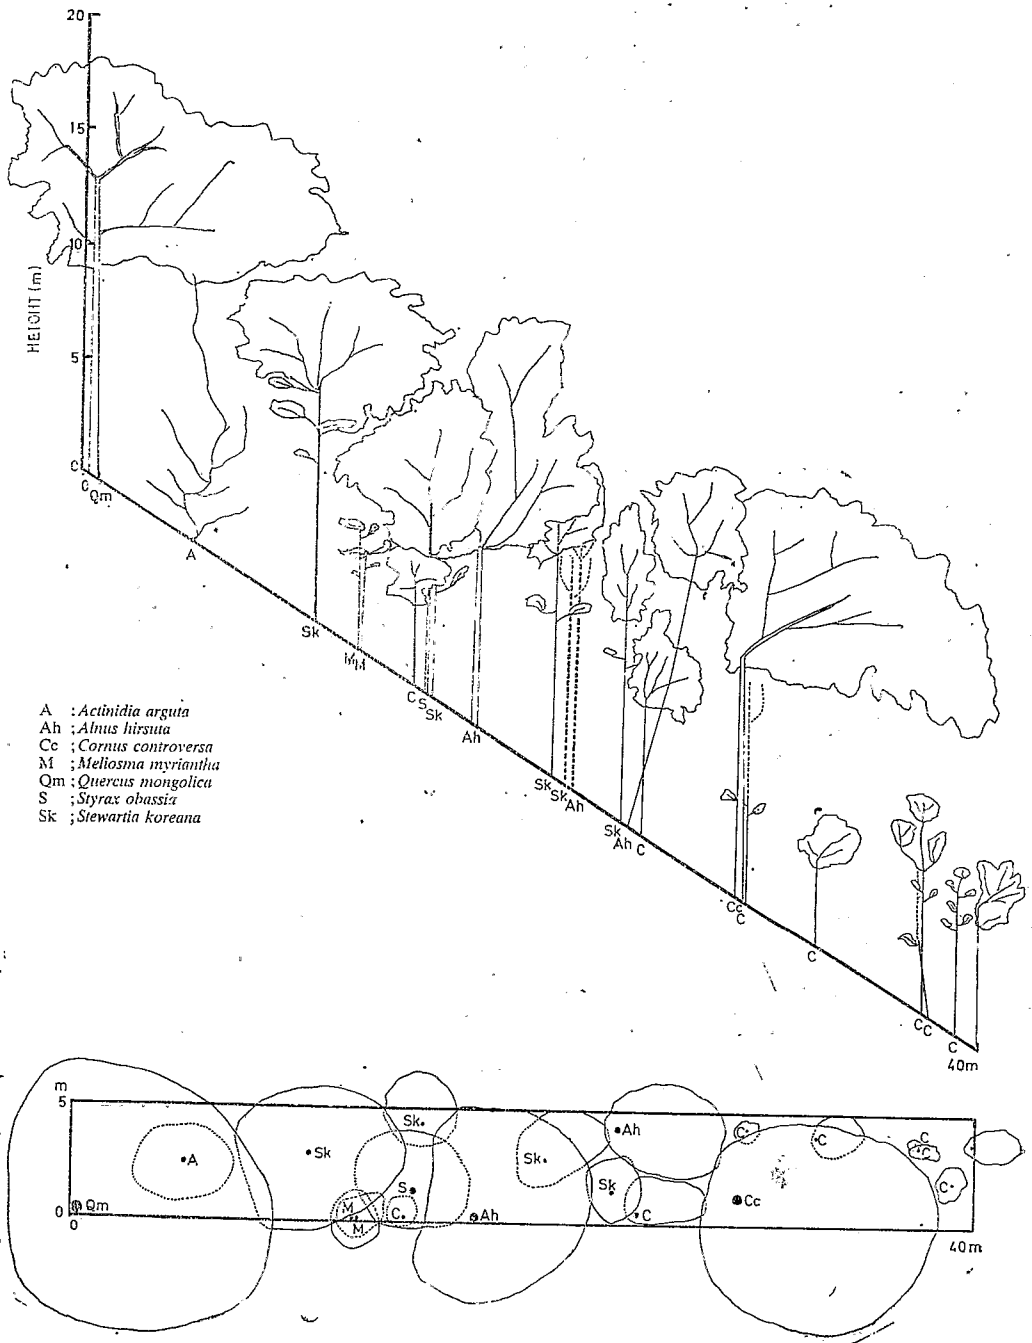 20
15
10
5
0
HEIGHT (m)
0
Qm
A
Sk
M
M
C
S
Sk
Ah
Sk
Sk
Ah
Sk
Ah
C
Cc
C
C
C
C
C
40m
A : Actinidia arguta
Ah ; Alnus hirsuta
Cc ; Cornus controversa
M ; Meliosma myriantha
Qm ; Quercus mongolica
S ; Styrax obassia
Sk ; Stewartia koreana
m
5
0
0
Qm
A
Sk
Sk
M
M
C
S
Ah
Sk
Ah
Sk
C
C
Cc
C
C
C
C
40m